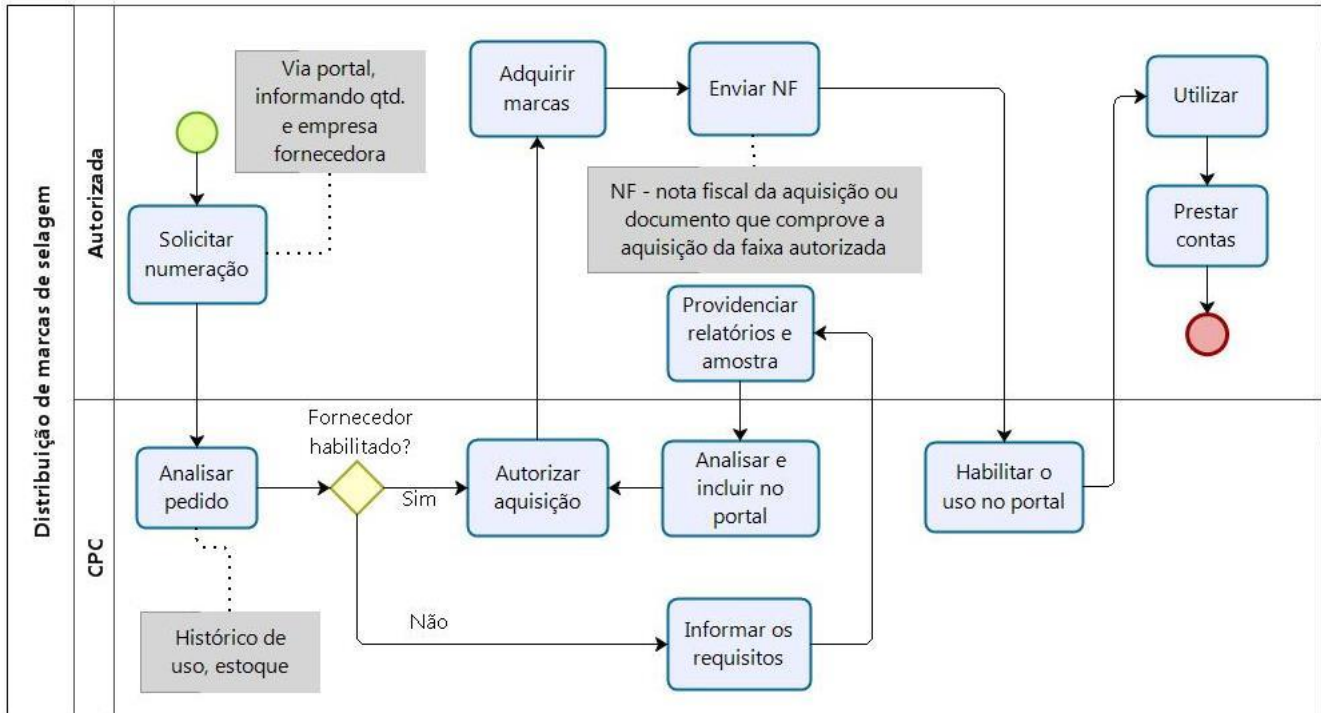 Distribuição de marcas de selagem
Autorizada
Via portal,
informando qtd.
e empresa
fornecedora
Solicitar
numeração
Adquirir
marcas
Enviar NF
NF - nota fiscal da aquisição ou
documento que comprove a
aquisição da faixa autorizada
Utilizar
Prestar
contas
Providenciar
relatórios e
amostra
CPC
Analisar
pedido
Histórico de
uso, estoque
Fornecedor
habilitado?
Sim
Não
Autorizar
aquisição
Analisar e
incluir no
portal
Informar os
requisitos
Habilitar o
uso no portal